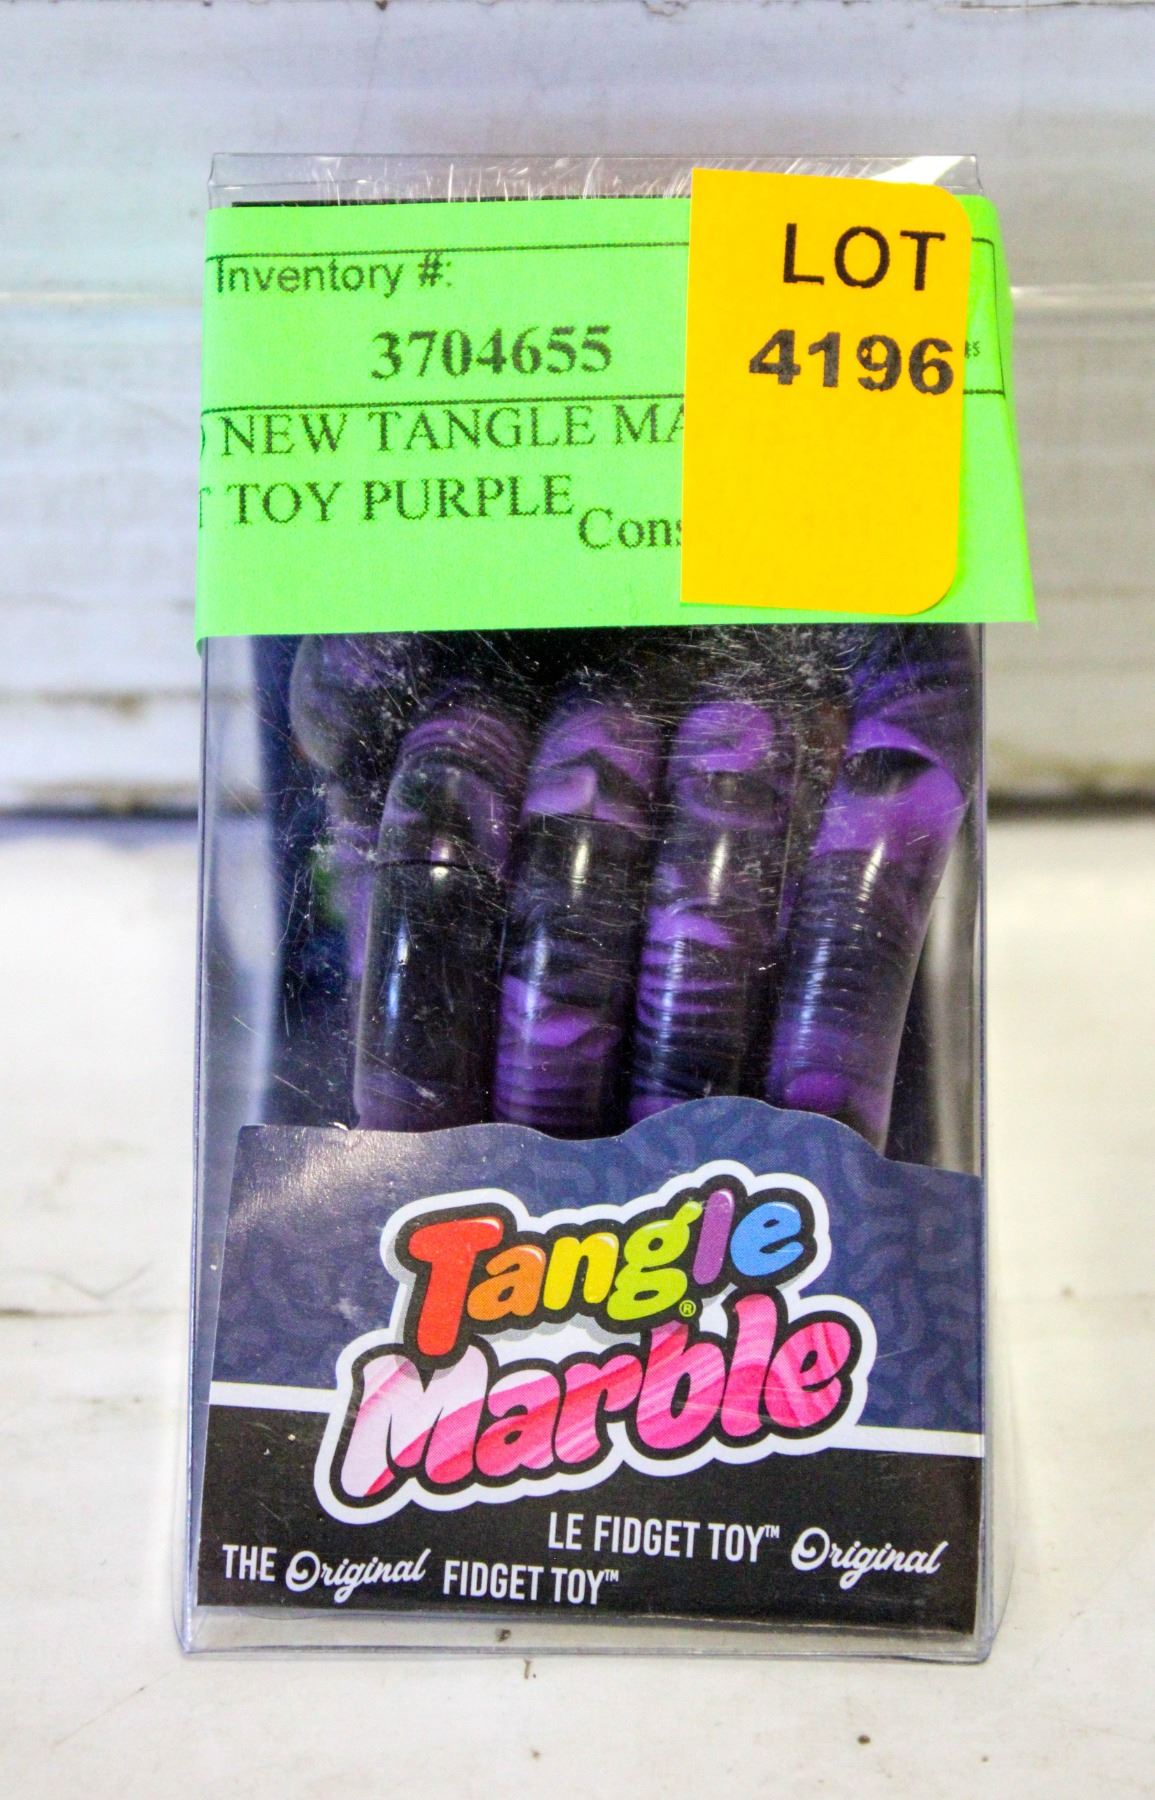 Inventory #:
LOT
3704655
4196
NEW TANGLE MA
TOY PURPLE
Cons
Tangle®
Marble
LE FIDGET TOY™ Original
THE Original FIDGET TOY™